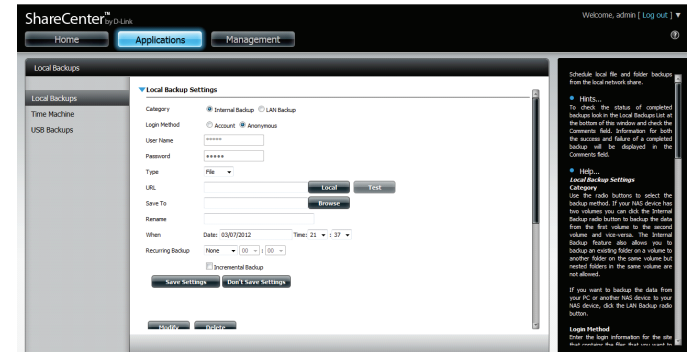 ShareCenter™ by D-Link
Welcome, admin [ Log out ] ▼
Home
Applications
Management
?
Local Backups
Local Backups
Time Machine
USB Backups
Local Backup Settings
Category Internal Backup LAN Backup
Login Method Account Anonymous
User Name *****
Password *****
Type File
URL Local Test
Save To Browse
Rename
When Date: 03/07/2012 Time: 21 : 37
Recurring Backup None 00 : 00
Incremental Backup
Save Settings Don't Save Settings
Modify Delete
Schedule local file and folder backups
from the local network share.
Hints...
To check the status of completed
backups look in the Local Backups List at
the bottom of this window and check the
Comments field. Information for both
the success and failure of a completed
backup will be displayed in the
Comments field.
Help...
Local Backup Settings
Category
Use the radio buttons to select the
backup method. If your NAS device has
two volumes you can click the Internal
Backup radio button to backup the data
from the first volume to the second
volume and vice-versa. The Internal
Backup feature also allows you to
backup an existing folder on a volume to
another folder on the same volume but
nested folders in the same volume are
not allowed.
If you want to backup the data from
your PC or another NAS device to your
NAS device, click the LAN Backup radio
button.
Login Method
Enter the login information for the site
that contains the files that you want to